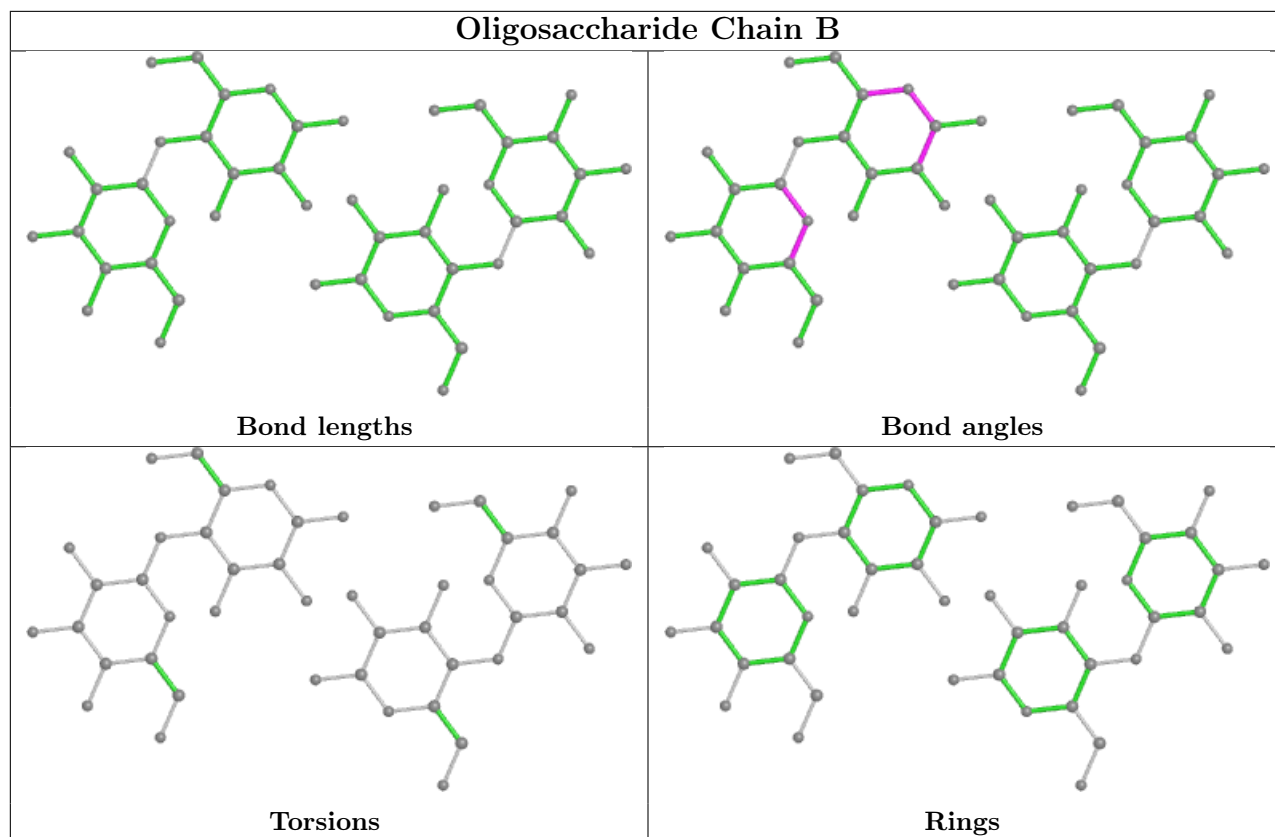 Oligosaccharide Chain B
Bond lengths
Bond angles
Torsions
Rings